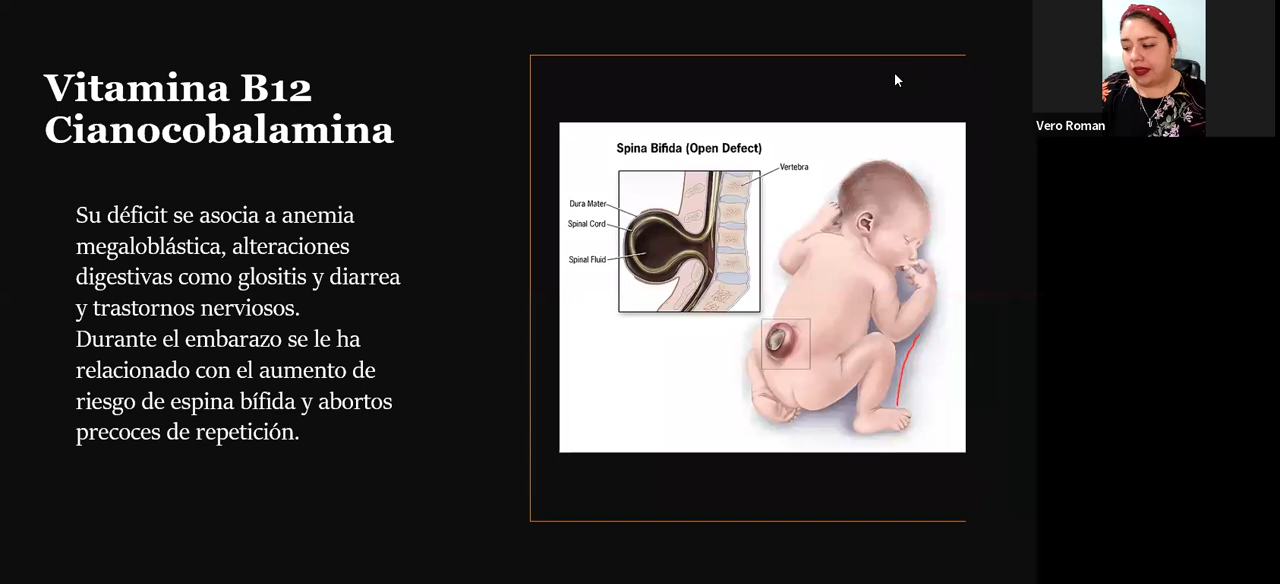 Vitamina B12
Cianocobalamina
Su déficit se asocia a anemia
megaloblástica, alteraciones
digestivas como glositis y diarrea
y trastornos nerviosos.
Durante el embarazo se le ha
relacionado con el aumento de
riesgo de espina bífida y abortos
precoces de repetición.
Spina Bifida (Open Defect)
Vertebra
Dura Mater
Spinal Cord
Spinal Fluid
Vero Roman